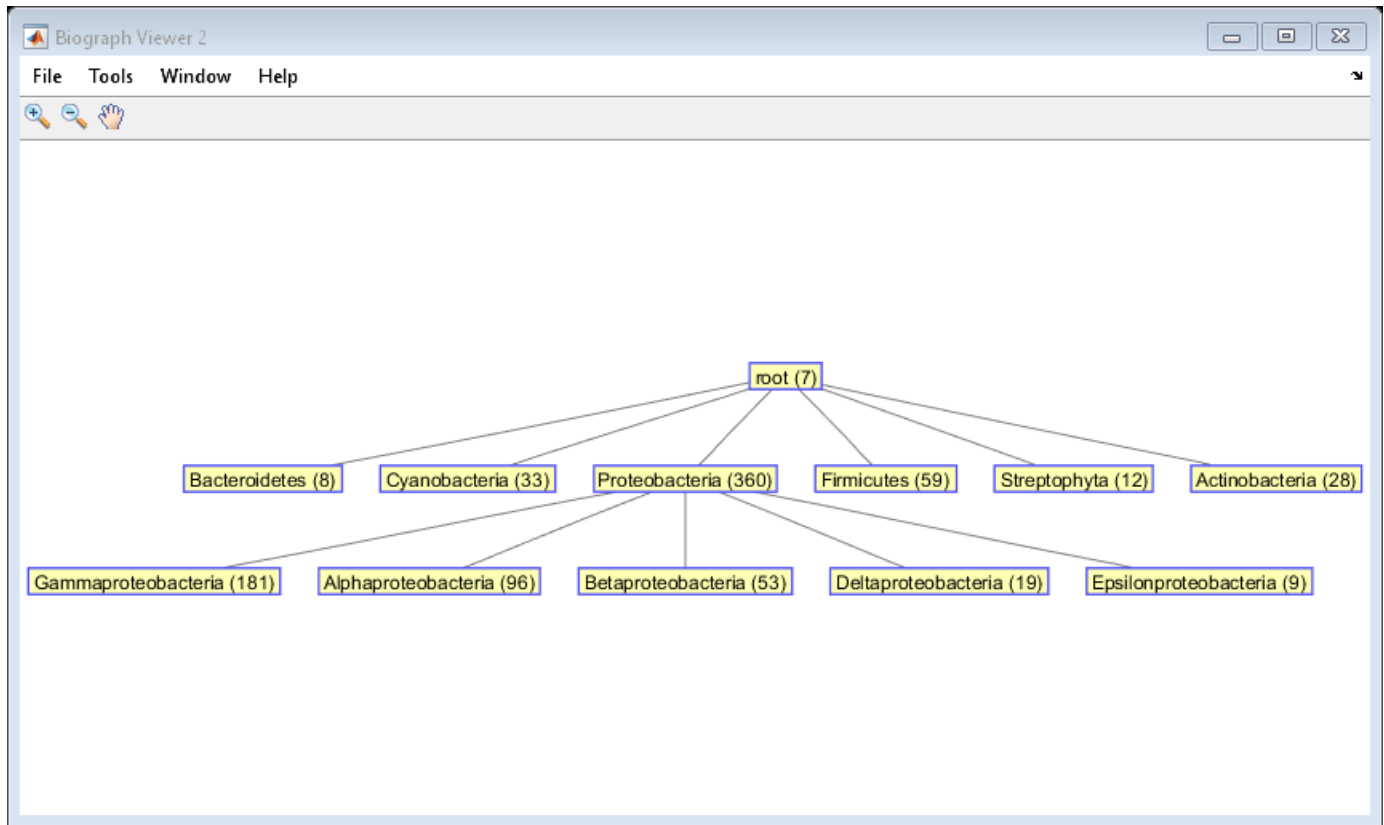 Biograph Viewer 2
File Tools Window Help
root (7)
Bacteroidetes (8) Cyanobacteria (33) Proteobacteria (360) Firmicutes (59) Streptophyta (12) Actinobacteria (28)
Gammaproteobacteria (181) Alphaproteobacteria (96) Betaproteobacteria (53) Deltaproteobacteria (19) Epsilonproteobacteria (9)